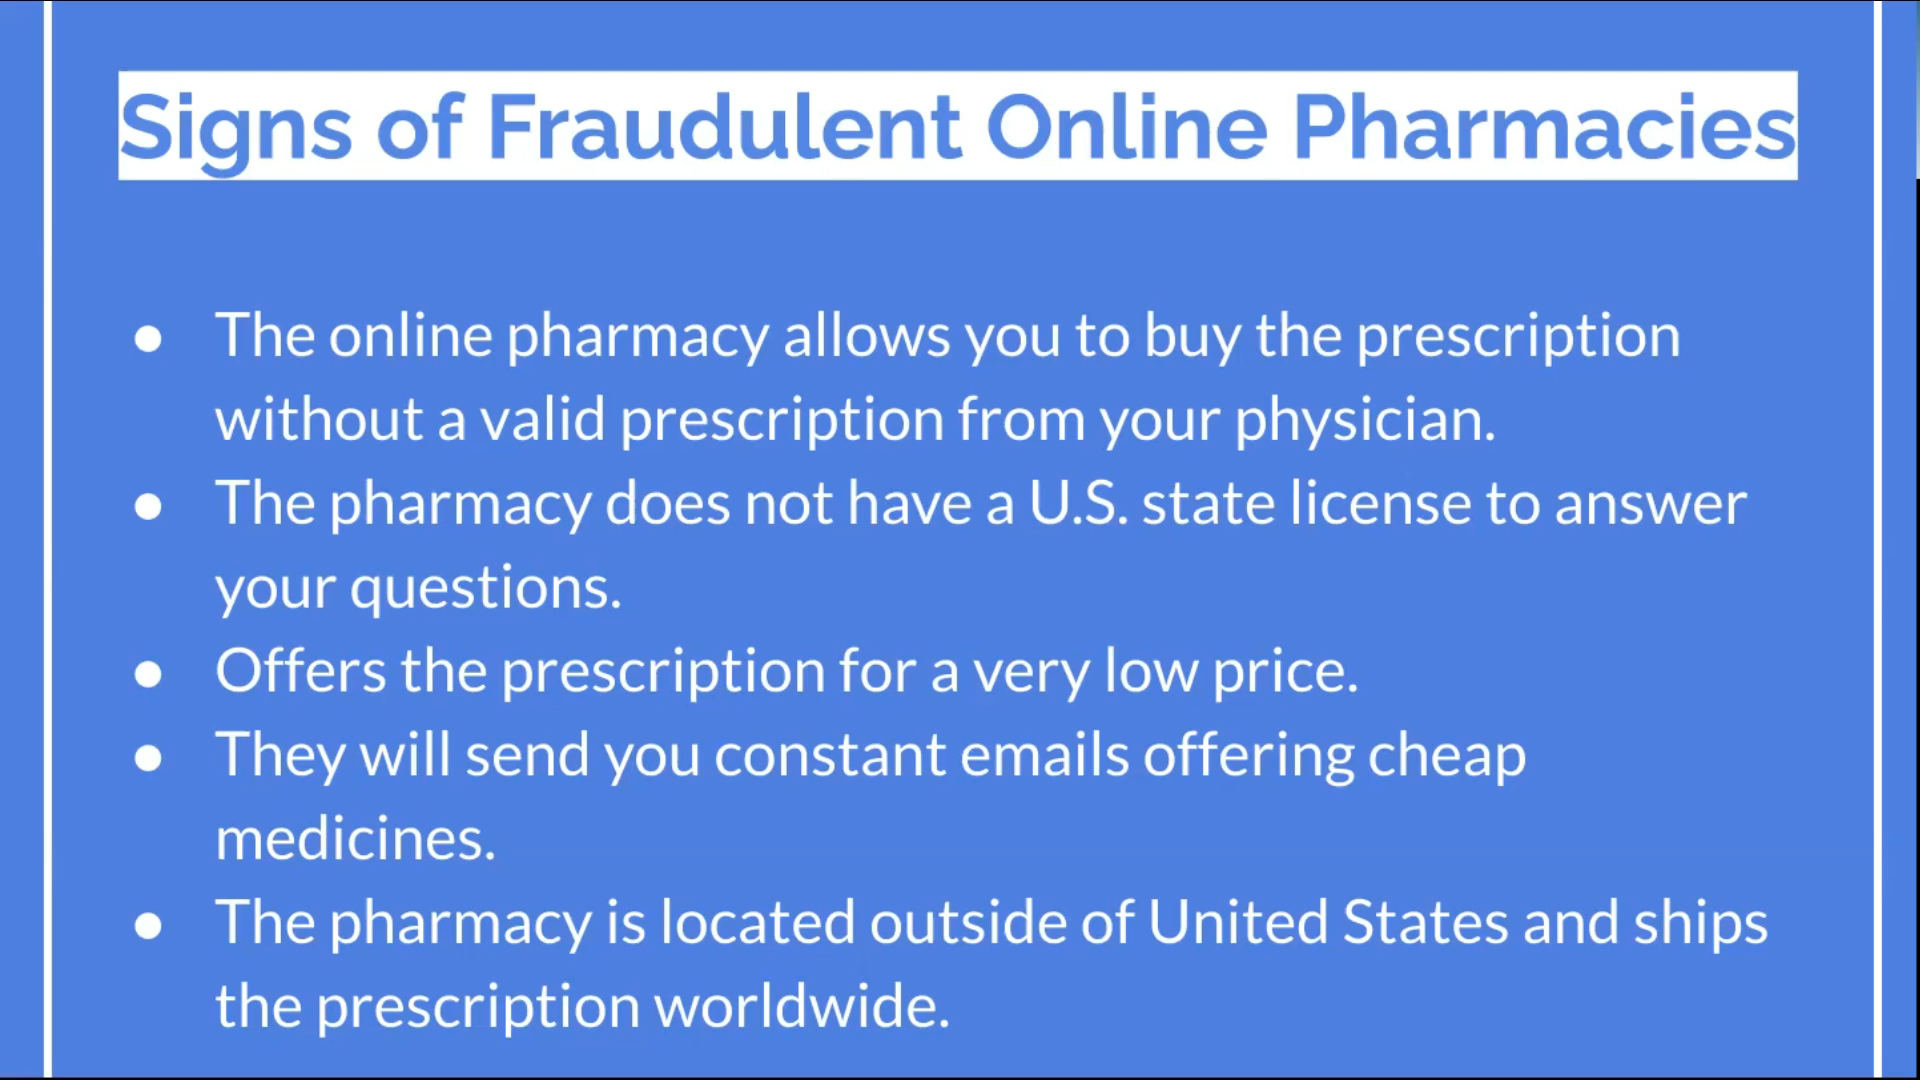 Signs of Fraudulent Online Pharmacies
● The online pharmacy allows you to buy the prescription
without a valid prescription from your physician.
● The pharmacy does not have a U.S. state license to answer
your questions.
● Offers the prescription for a very low price.
● They will send you constant emails offering cheap
medicines.
● The pharmacy is located outside of United States and ships
the prescription worldwide.